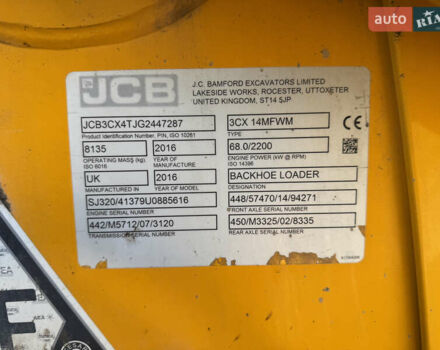 auto RIA
JCB
J.C. BAMFORD EXCAVATORS LIMITED
LAKESIDE WORKS, ROCESTER, UTTOXETER
UNITED KINGDOM, ST14 5JP
JCB3CX4TJG2447287
Product Identification Number, PIN, ISO 10261
3CX 14MFWM
TYPE
8135
2016
68.0/2200
OPERATING MASS (kg)
ISO 6016
YEAR OF
MANUFACTURE
ENGINE POWER (kW @ RPM)
ISO 14396
UK
2016
BACKHOE LOADER
MANUFACTURED IN
YEAR OF MODEL
DESIGNATION
SJ320/41379U0885616
448/57470/14/94271
ENGINE SERIAL NUMBER
FRONT AXLE SERIAL NUMBER
442/M5712/07/3120
450/M3325/02/8335
TRANSMISSION SERIAL NUMBER
REAR AXLE SERIAL NUMBER
CE